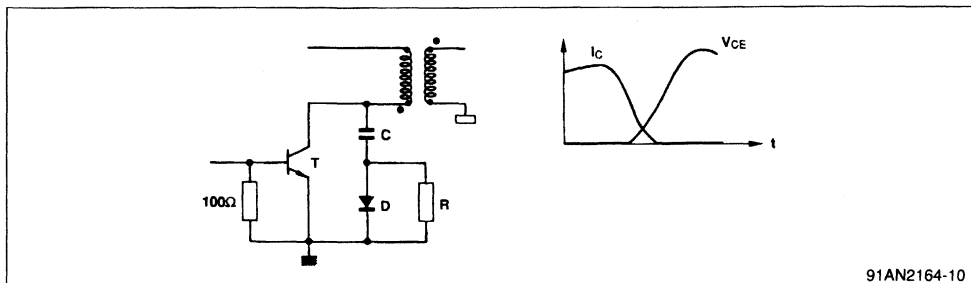 I_C
V_CE
C
T
100Ω
D
R
t
91AN2164-10